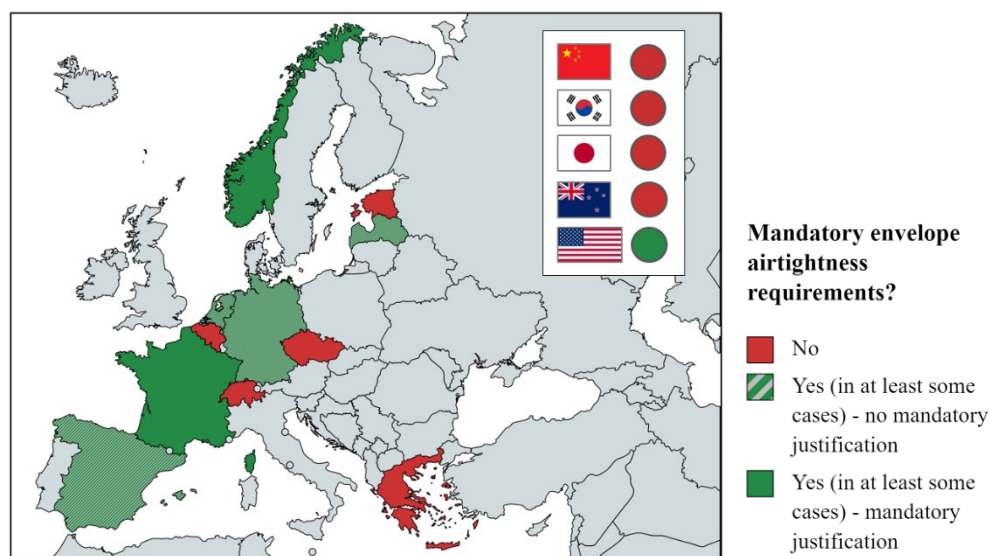 Mandatory envelope
airtightness
requirements?
No
Yes (in at least some
cases) - no mandatory
justification
Yes (in at least some
cases) - mandatory
justification